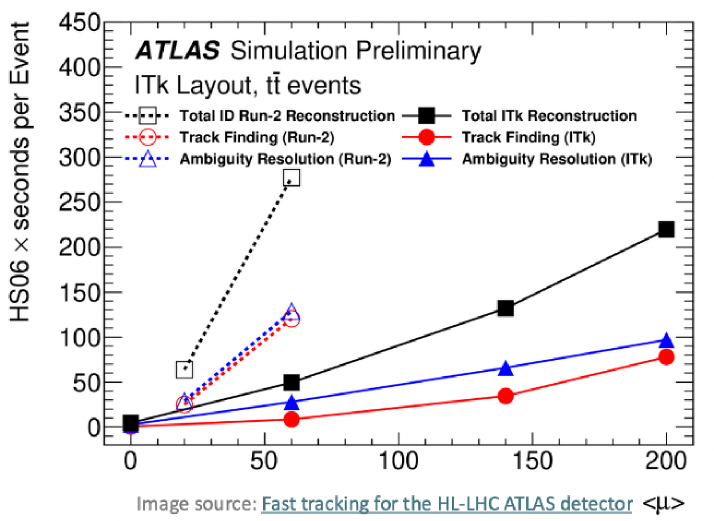 ATLAS Simulation Preliminary
ITk Layout, tt̄ events
Total ID Run-2 Reconstruction
Track Finding (Run-2)
Ambiguity Resolution (Run-2)
Total ITk Reconstruction
Track Finding (ITk)
Ambiguity Resolution (ITk)
HS06 × seconds per Event
450
400
350
300
250
200
150
100
50
0
0 50 100 150 200
<μ>
Image source: Fast tracking for the HL-LHC ATLAS detector